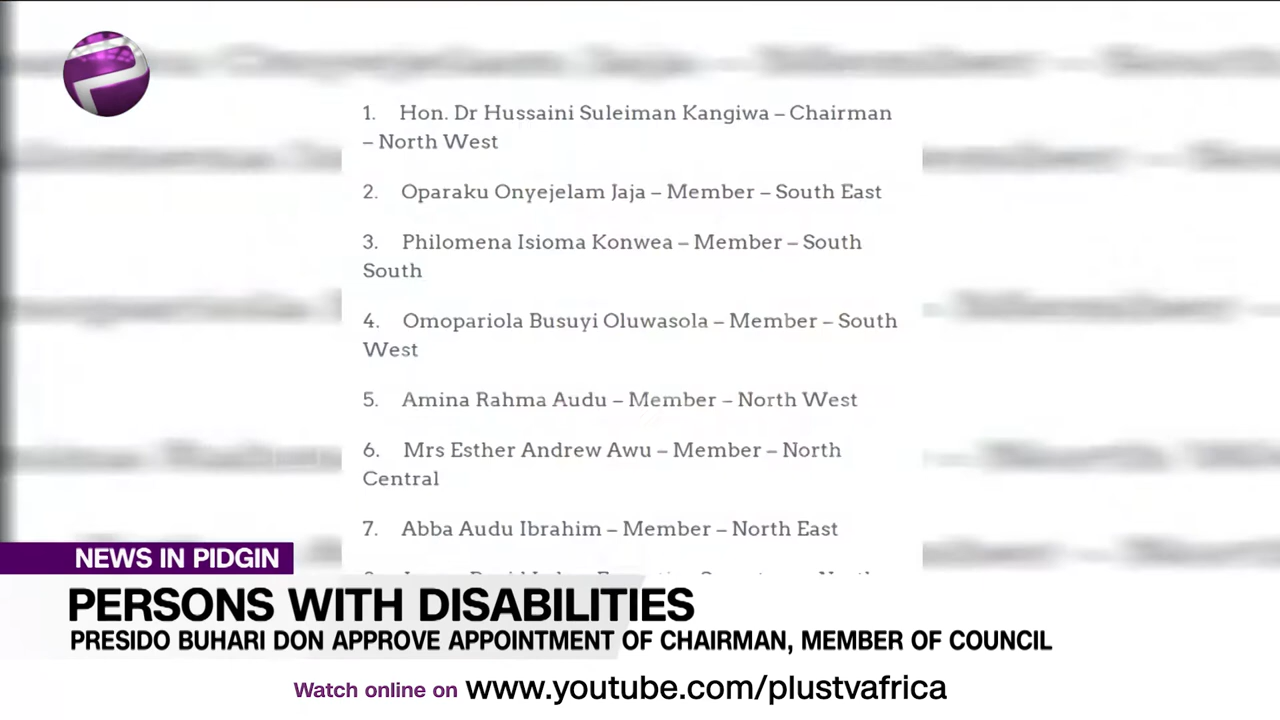 1. Hon. Dr Hussaini Suleiman Kangiwa – Chairman
– North West
2. Oparaku Onyejelam Jaja – Member – South East
3. Philomena Isioma Konwea – Member – South
South
4. Omopariola Busuyi Oluwasola – Member – South
West
5. Amina Rahma Audu – Member – North West
6. Mrs Esther Andrew Awu – Member – North
Central
7. Abba Audu Ibrahim – Member – North East
NEWS IN PIDGIN
PERSONS WITH DISABILITIES
PRESIDO BUHARI DON APPROVE APPOINTMENT OF CHAIRMAN, MEMBER OF COUNCIL
Watch online on www.youtube.com/plustvafrica